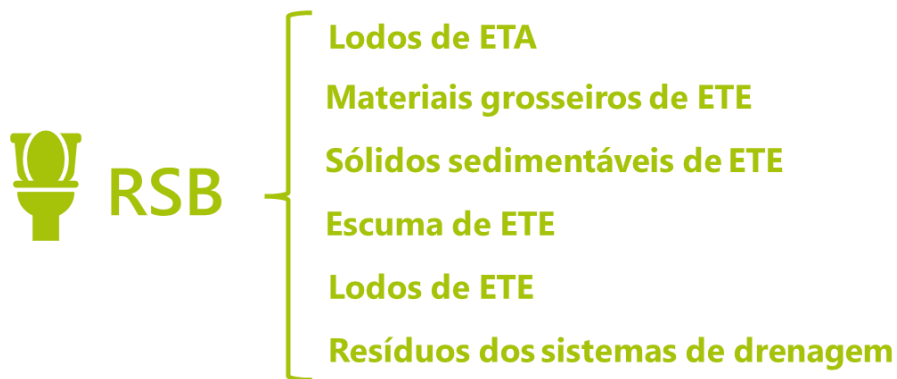 RSB
Lodos de ETA
Materiais grosseiros de ETE
Sólidos sedimentáveis de ETE
Escuma de ETE
Lodos de ETE
Resíduos dos sistemas de drenagem